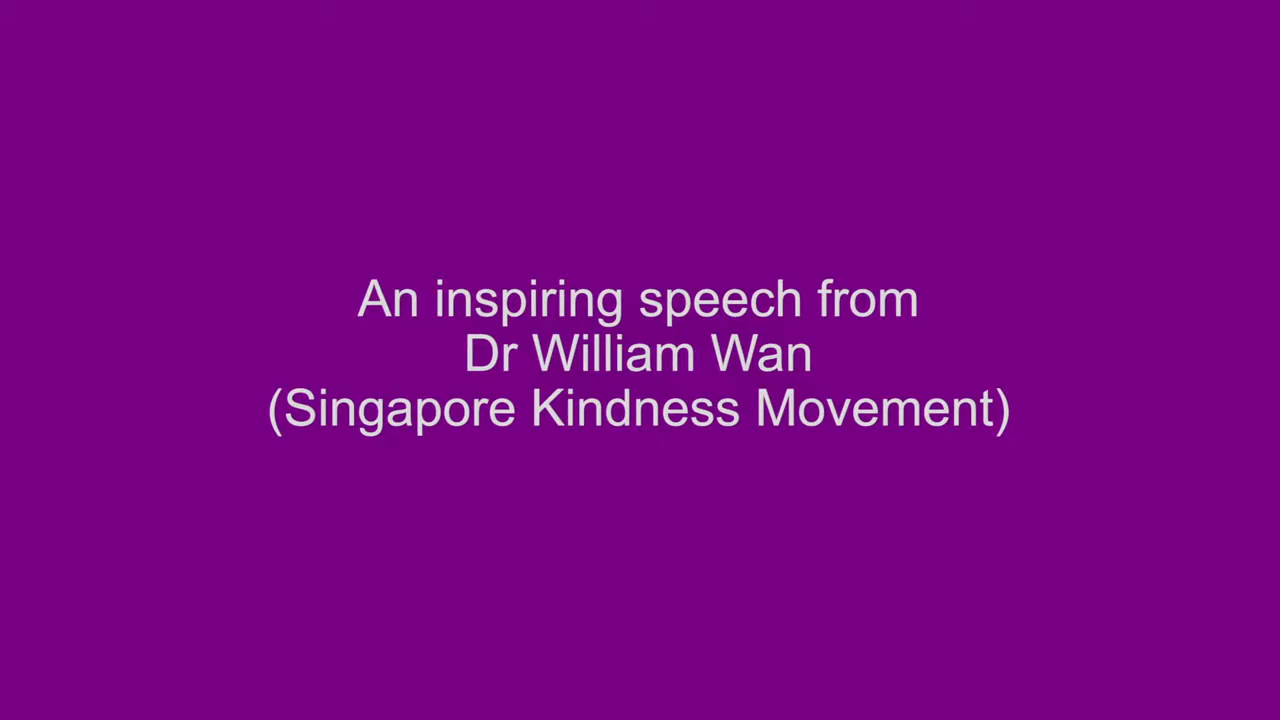 An inspiring speech from
Dr William Wan
(Singapore Kindness Movement)